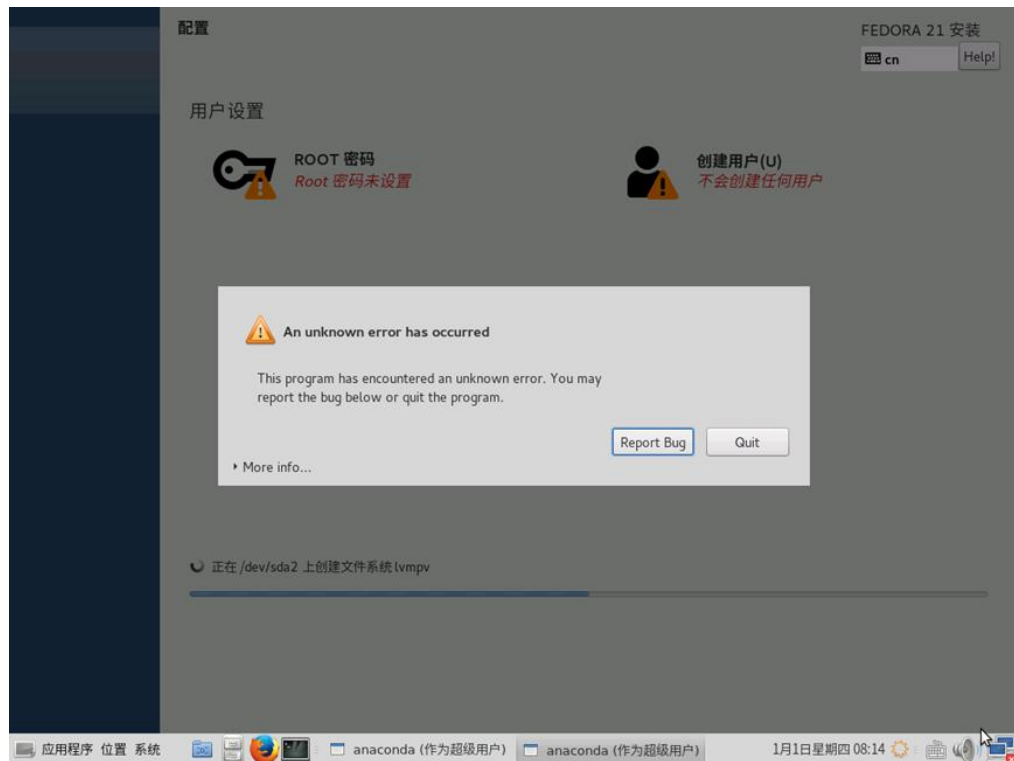 配置
FEDORA 21 安装
cn
Help!
用户设置
ROOT 密码
Root 密码未设置
创建用户(U)
不会创建任何用户
An unknown error has occurred
This program has encountered an unknown error. You may
report the bug below or quit the program.
Report Bug
Quit
More info...
正在 /dev/sda2 上创建文件系统 lvmpv
应用程序 位置 系统
anaconda (作为超级用户)
anaconda (作为超级用户)
1月1日星期四 08:14